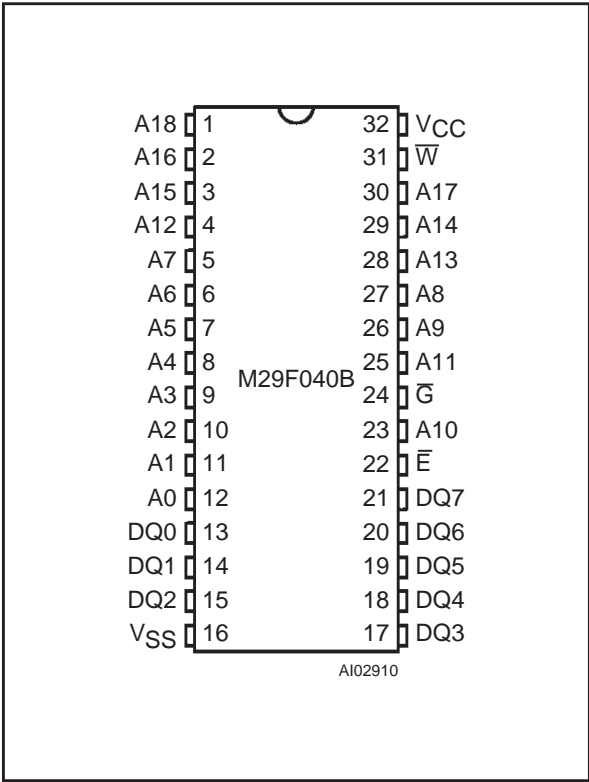 A18 1 32 VCC
A16 2 31 W̅
A15 3 30 A17
A12 4 29 A14
A7 5 28 A13
A6 6 27 A8
A5 7 26 A9
A4 8 25 A11
M29F040B
A3 9 24 G̅
A2 10 23 A10
A1 11 22 E̅
A0 12 21 DQ7
DQ0 13 20 DQ6
DQ1 14 19 DQ5
DQ2 15 18 DQ4
VSS 16 17 DQ3
AI02910